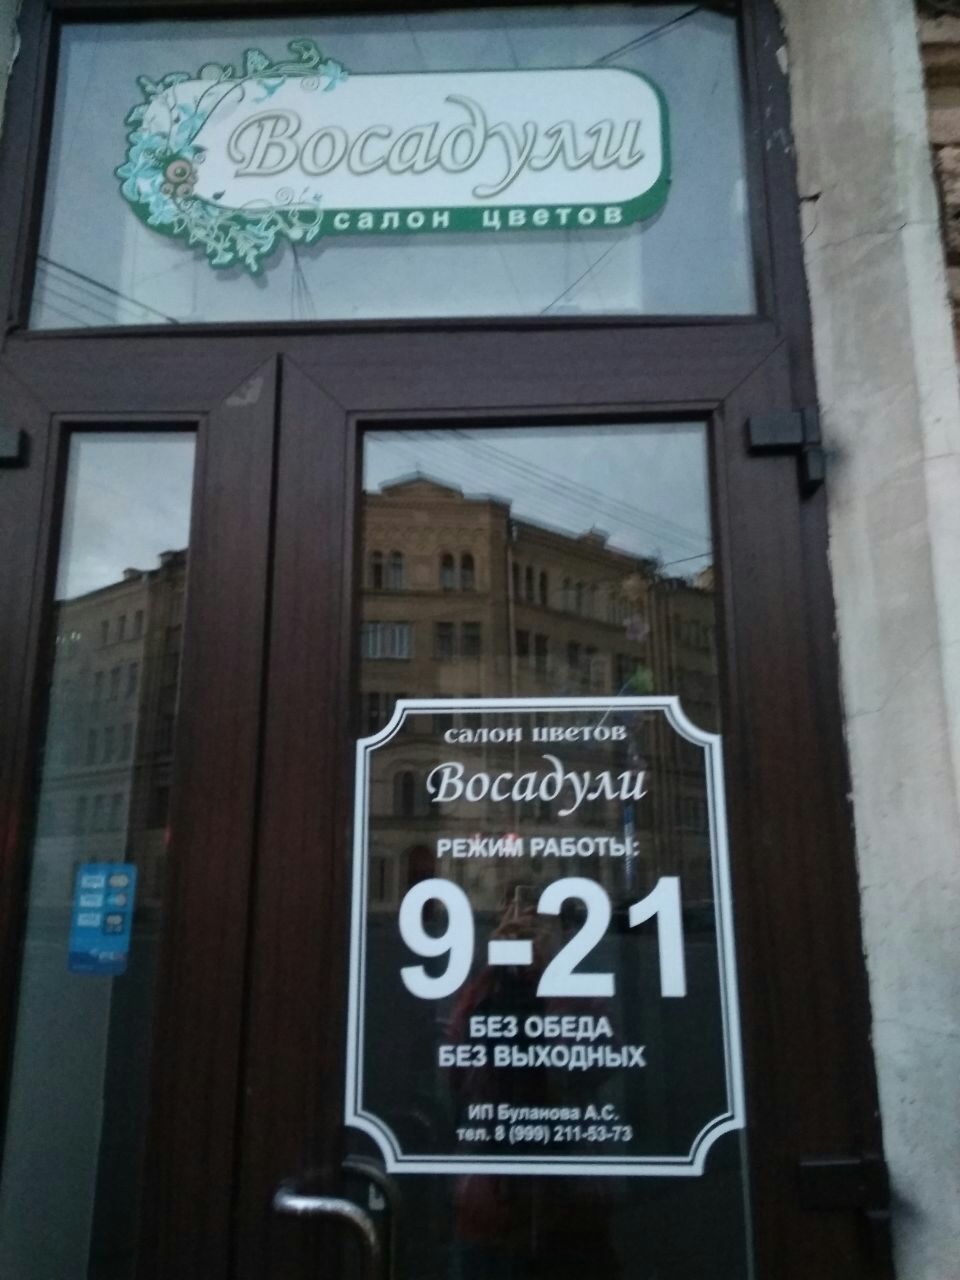 Восадули
салон цветов
салон цветов
Восадули
РЕЖИМ РАБОТЫ:
9-21
БЕЗ ОБЕДА
БЕЗ ВЫХОДНЫХ
ИП Буланова А.С.
тел. 8 (999) 211-53-73